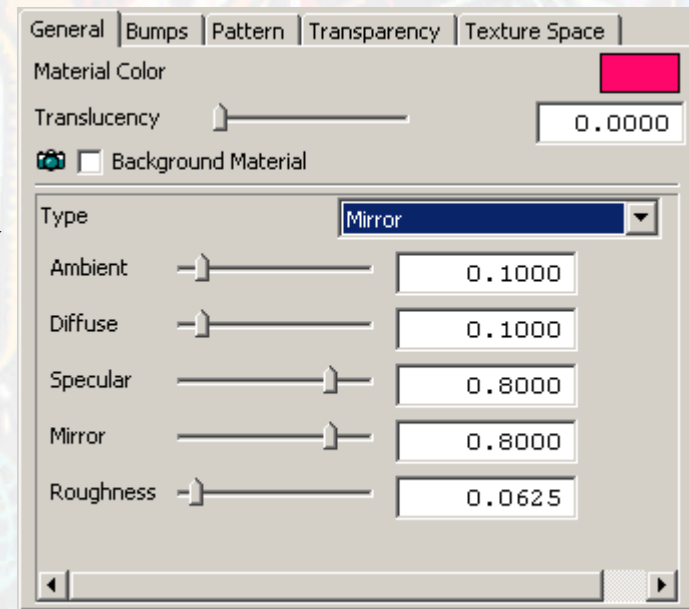 General Bumps Pattern Transparency Texture Space
Material Color
Translucency 0.0000
Background Material
Type Mirror
Ambient 0.1000
Diffuse 0.1000
Specular 0.8000
Mirror 0.8000
Roughness 0.0625